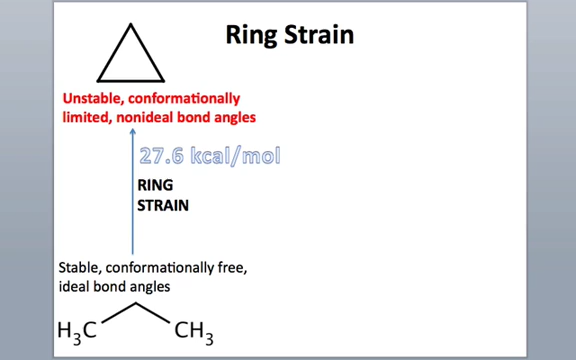 Ring Strain
Unstable, conformationally
limited, nonideal bond angles
27.6 kcal/mol
RING
STRAIN
Stable, conformationally free,
ideal bond angles
H₃C CH₃